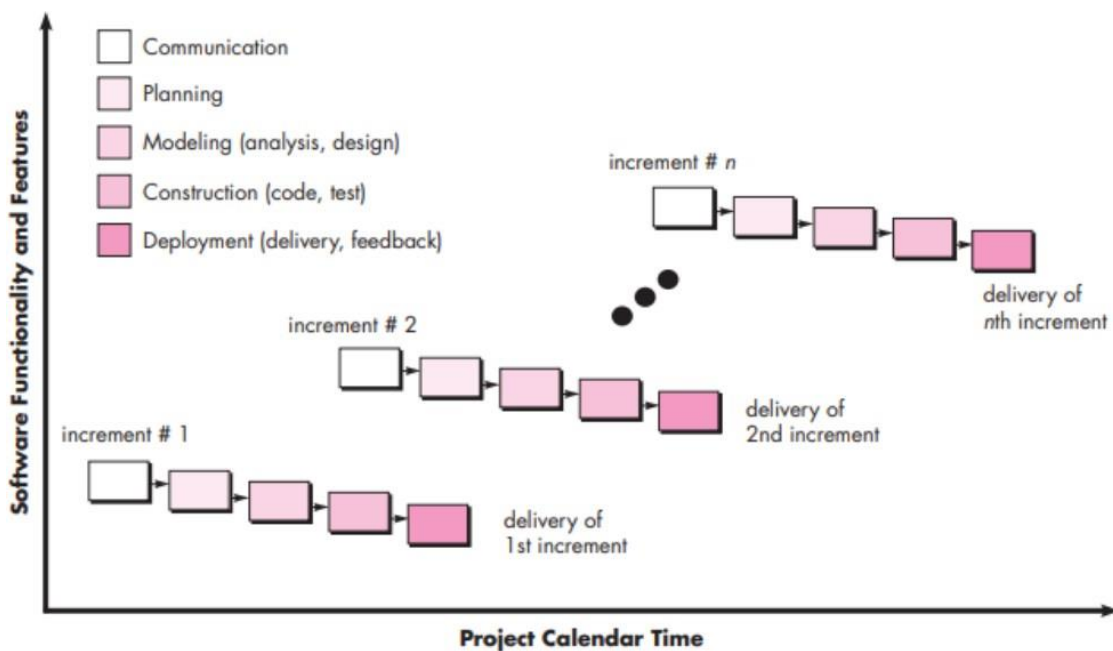 Software Functionality and Features
Communication
Planning
Modeling (analysis, design)
Construction (code, test)
Deployment (delivery, feedback)
increment # n
delivery of
nth increment
increment # 2
delivery of
2nd increment
increment # 1
delivery of
1st increment
Project Calendar Time